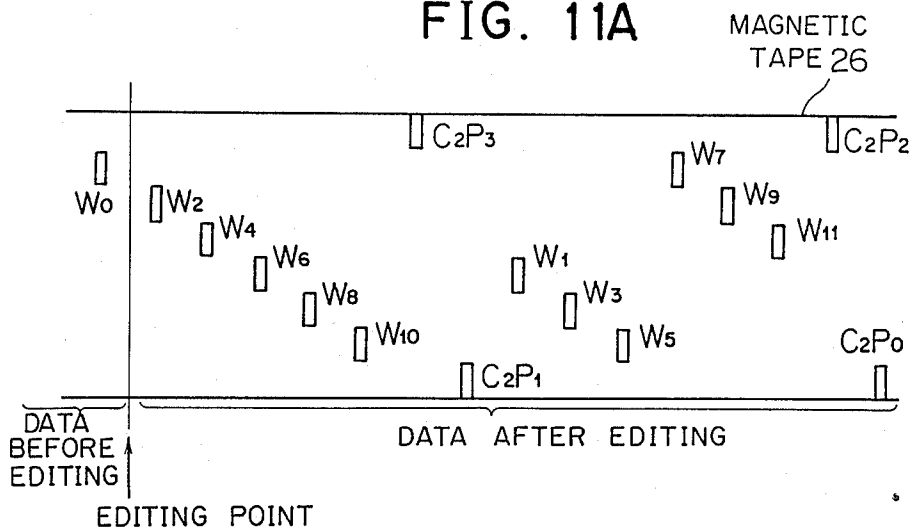 FIG. 11A
MAGNETIC
TAPE 26
C2P3
C2P2
W7
W0
W2
W9
W4
W11
W6
W1
W8
W3
W10
W5
C2P1
C2P0
DATA
BEFORE
EDITING
DATA AFTER EDITING
EDITING POINT